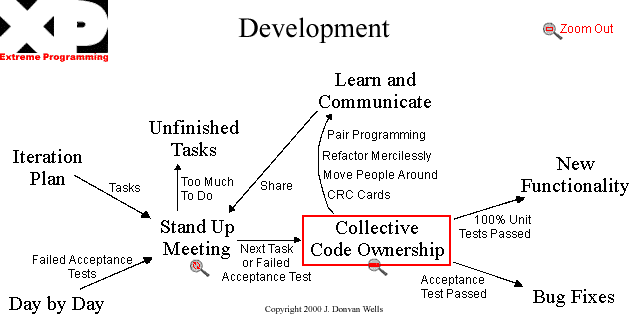 XP
Extreme Programming
Development
Zoom Out
Learn and
Communicate
Unfinished
Tasks
Pair Programming
Refactor Mercilessly
Move People Around
CRC Cards
Iteration
Plan
Tasks
Too Much
To Do
Share
New
Functionality
Stand Up
Meeting
Next Task
or Failed
Acceptance Test
Collective
Code Ownership
100% Unit
Tests Passed
Failed Acceptance
Tests
Day by Day
Acceptance
Test Passed
Bug Fixes
Copyright 2000 J. Donvan Wells